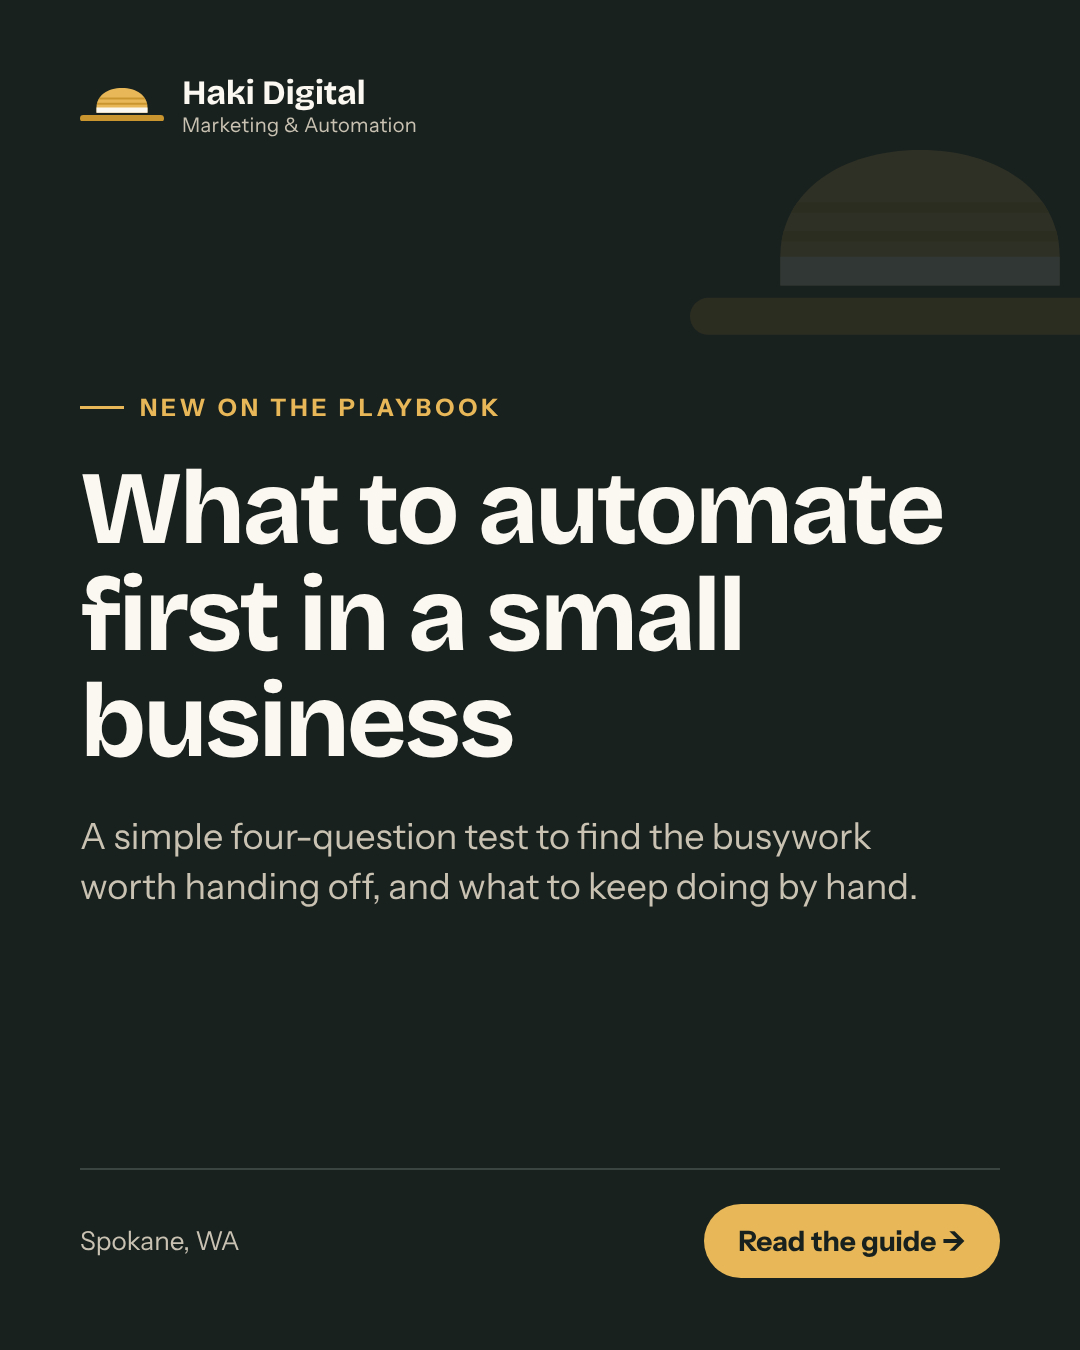 Haki Digital
Marketing & Automation
NEW ON THE PLAYBOOK
What to automate
first in a small
business
A simple four-question test to find the busywork
worth handing off, and what to keep doing by hand.
Spokane, WA
Read the guide →